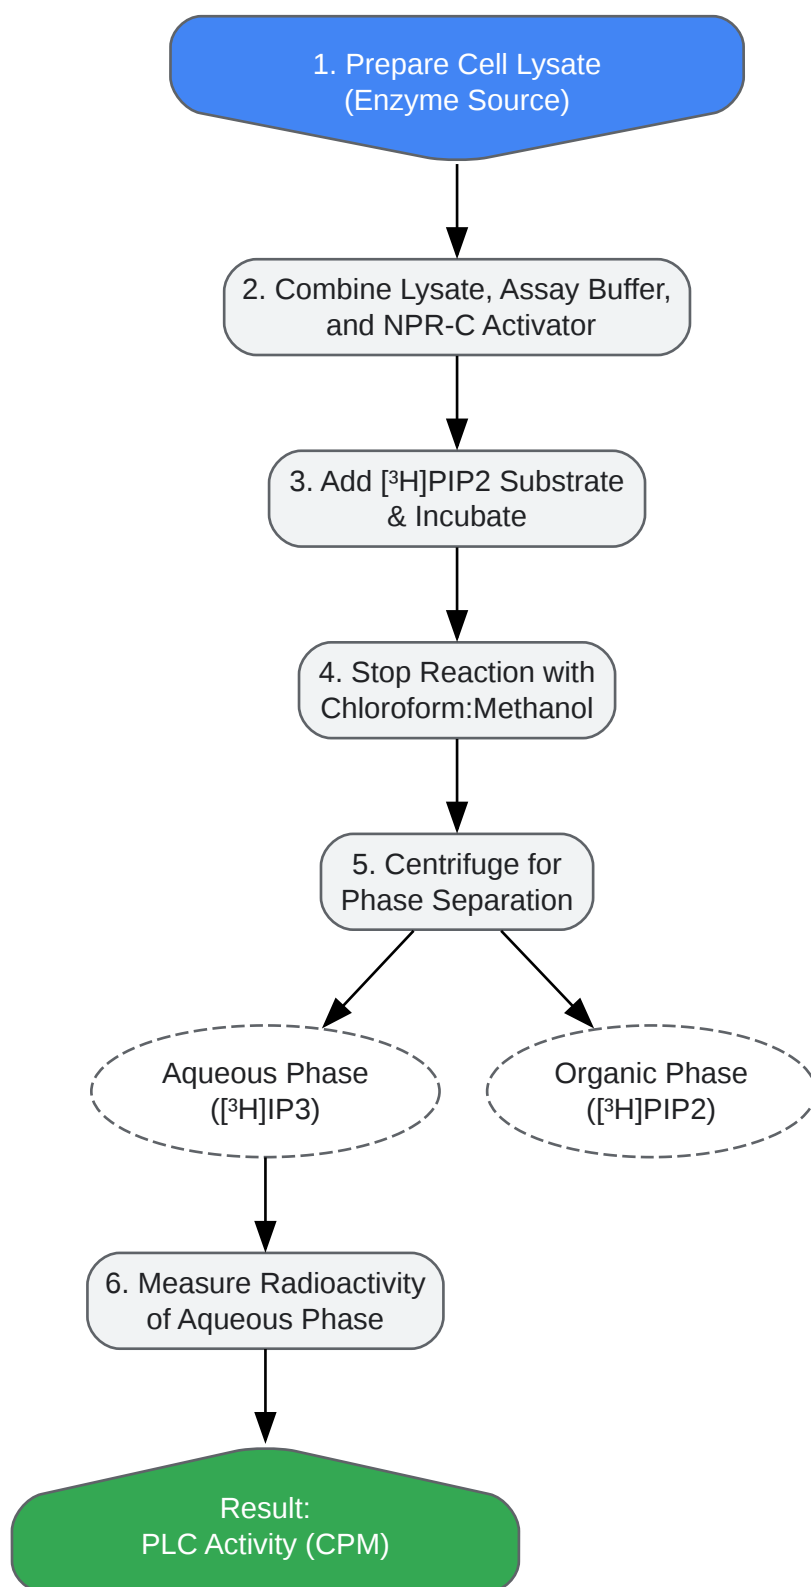 1. Prepare Cell Lysate
(Enzyme Source)
2. Combine Lysate, Assay Buffer,
and NPR-C Activator
3. Add [³H]PIP2 Substrate
& Incubate
4. Stop Reaction with
Chloroform:Methanol
5. Centrifuge for
Phase Separation
Aqueous Phase
([³H]IP3)
Organic Phase
([³H]PIP2)
6. Measure Radioactivity
of Aqueous Phase
Result:
PLC Activity (CPM)